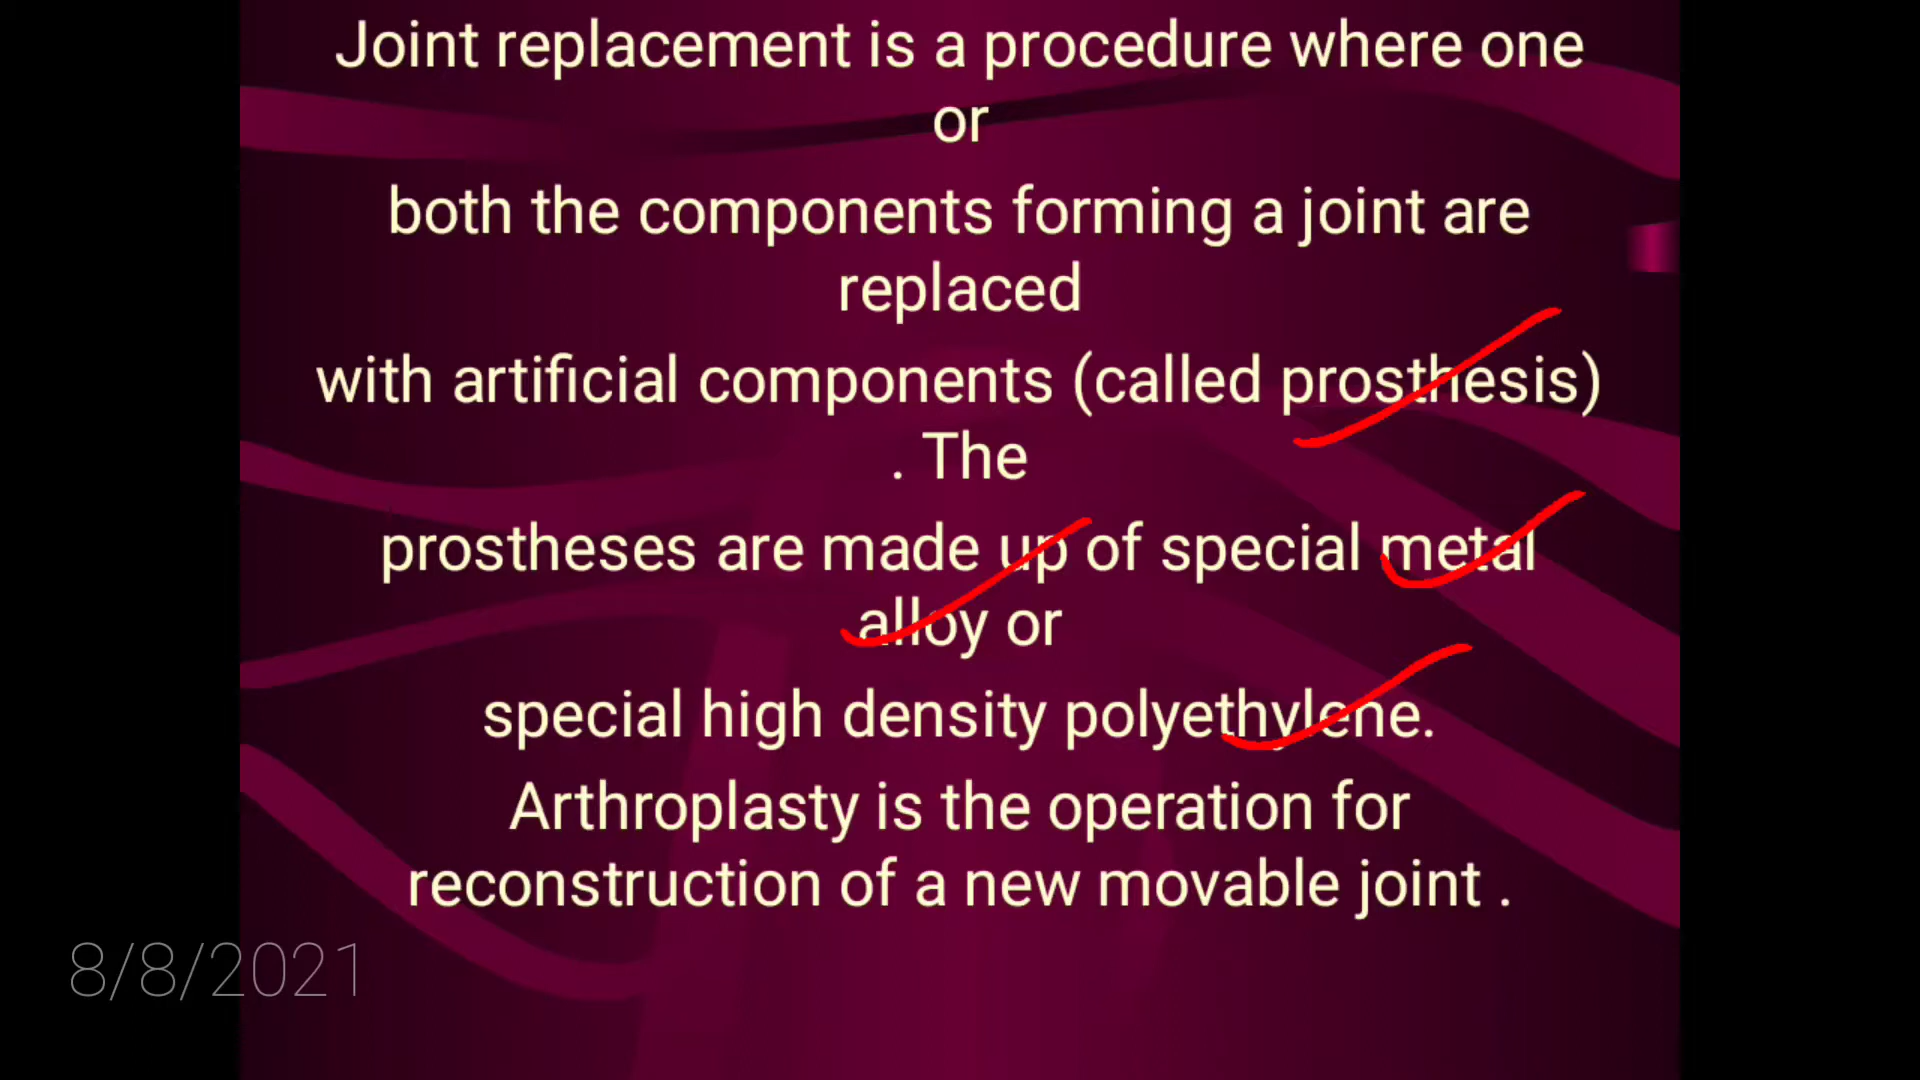 Joint replacement is a procedure where one
or
both the components forming a joint are
replaced
with artificial components (called prosthesis)
. The
prostheses are made up of special metal
alloy or
special high density polyethylene.
Arthroplasty is the operation for
reconstruction of a new movable joint .
8/8/2021